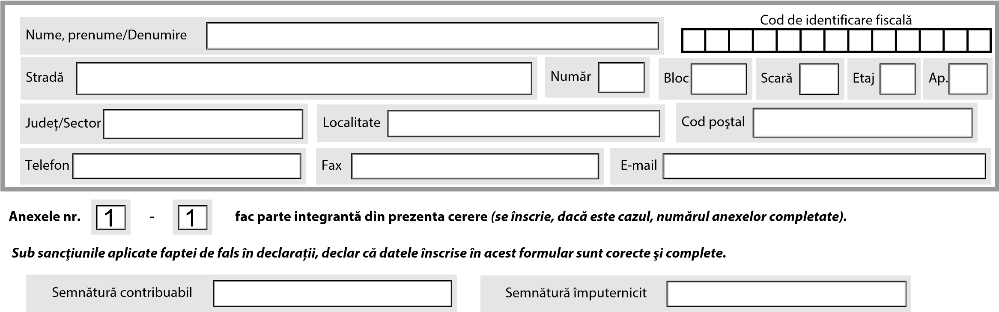 Cod de identificare fiscală
Nume, prenume/Denumire
Stradă Număr Bloc Scară Etaj Ap.
Judeţ/Sector Localitate Cod poştal
Telefon Fax E-mail
Anexele nr. 1 - 1 fac parte integrantă din prezenta cerere (se înscrie, dacă este cazul, numărul anexelor completate).
Sub sancţiunile aplicate faptei de fals în declarații, declar că datele înscrise în acest formular sunt corecte şi complete.
Semnătură contribuabil Semnătură împuternicit